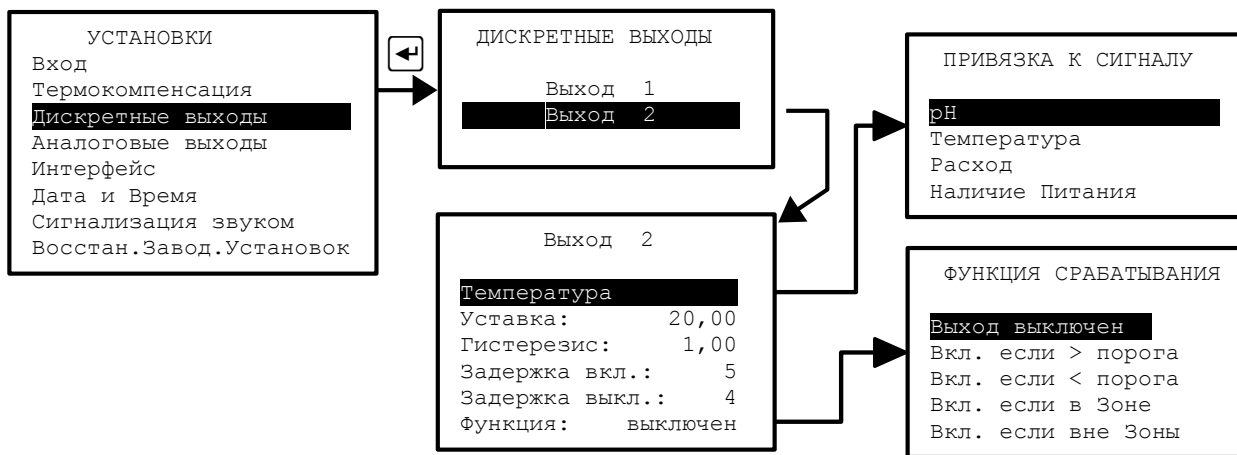 УСТАНОВКИ
Вход
Термокомпенсация
Дискретные выходы
Аналоговые выходы
Интерфейс
Дата и Время
Сигнализация звуком
Восстан.Завод.Установок
ДИСКРЕТНЫЕ ВЫХОДЫ
Выход 1
Выход 2
Выход 2
Температура
Уставка: 20,00
Гистерезис: 1,00
Задержка вкл.: 5
Задержка выкл.: 4
Функция: выключен
ПРИВЯЗКА К СИГНАЛУ
pH
Температура
Расход
Наличие Питания
ФУНКЦИЯ СРАБАТЫВАНИЯ
Выход выключен
Вкл. если > порога
Вкл. если < порога
Вкл. если в Зоне
Вкл. если вне Зоны